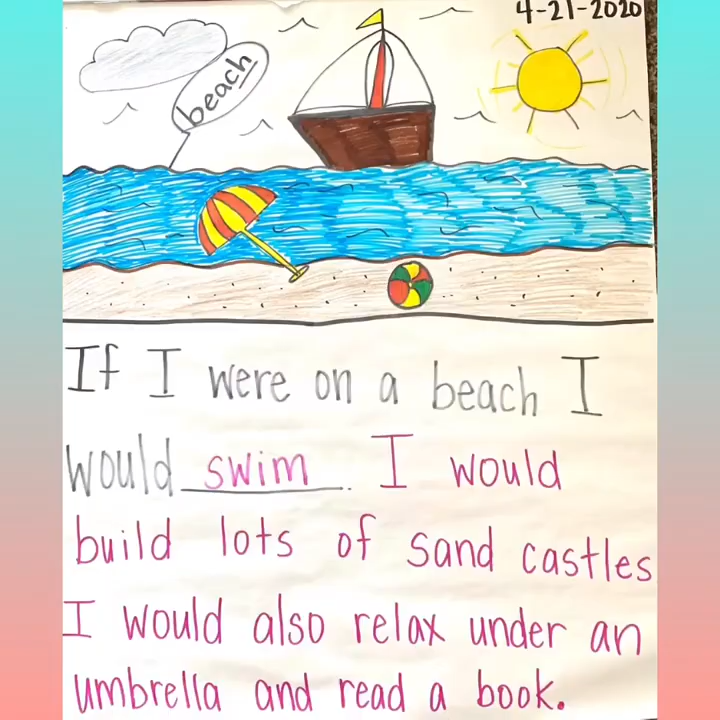 4-21-2020
beach
If I were on a beach I
would swim. I would
build lots of sand castles
I would also relax under an
umbrella and read a book.